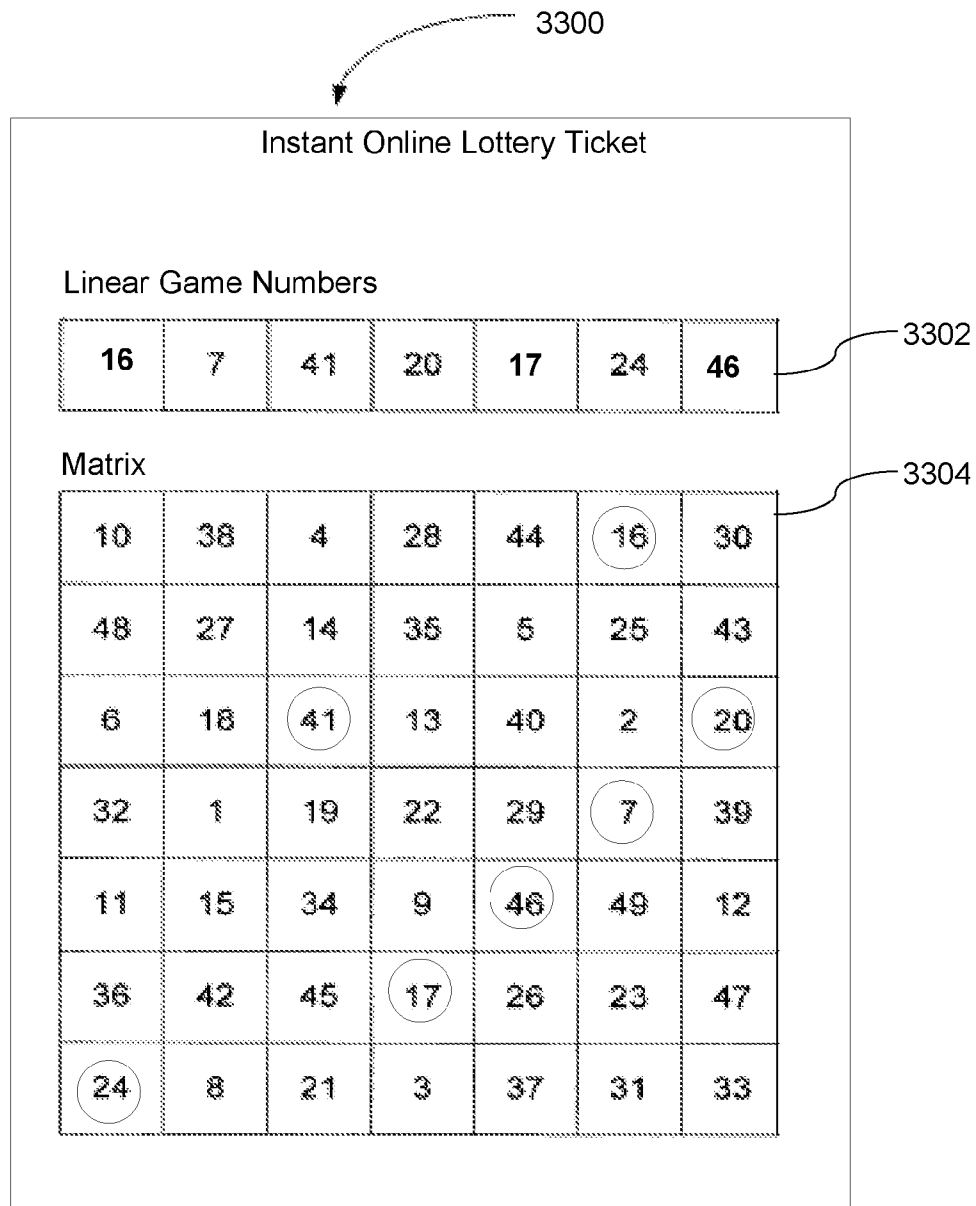 3300
Instant Online Lottery Ticket
Linear Game Numbers
16 7 41 20 17 24 46
3302
Matrix
3304
10 38 4 28 44 16 30
48 27 14 35 5 25 43
6 18 41 13 40 2 20
32 1 19 22 29 7 39
11 15 34 9 46 49 12
36 42 45 17 26 23 47
24 8 21 3 37 31 33